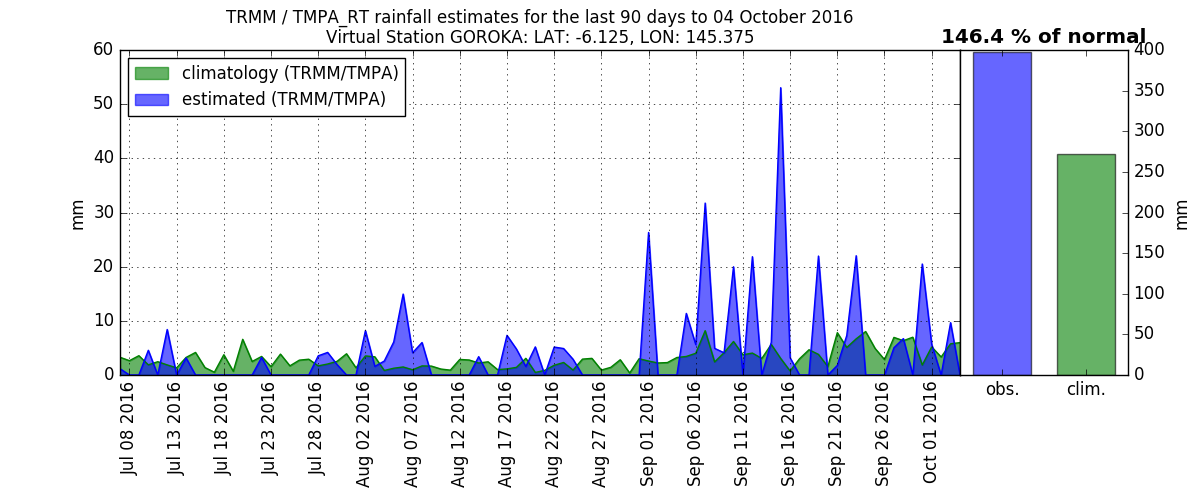 TRMM / TMPA_RT rainfall estimates for the last 90 days to 04 October 2016
Virtual Station GOROKA: LAT: -6.125, LON: 145.375
146.4 % of normal
climatology (TRMM/TMPA)
estimated (TRMM/TMPA)
60
50
40
30
20
10
0
mm
400
350
300
250
200
150
100
50
0
mm
Jul 08 2016
Jul 13 2016
Jul 18 2016
Jul 23 2016
Jul 28 2016
Aug 02 2016
Aug 07 2016
Aug 12 2016
Aug 17 2016
Aug 22 2016
Aug 27 2016
Sep 01 2016
Sep 06 2016
Sep 11 2016
Sep 16 2016
Sep 21 2016
Sep 26 2016
Oct 01 2016
obs.
clim.